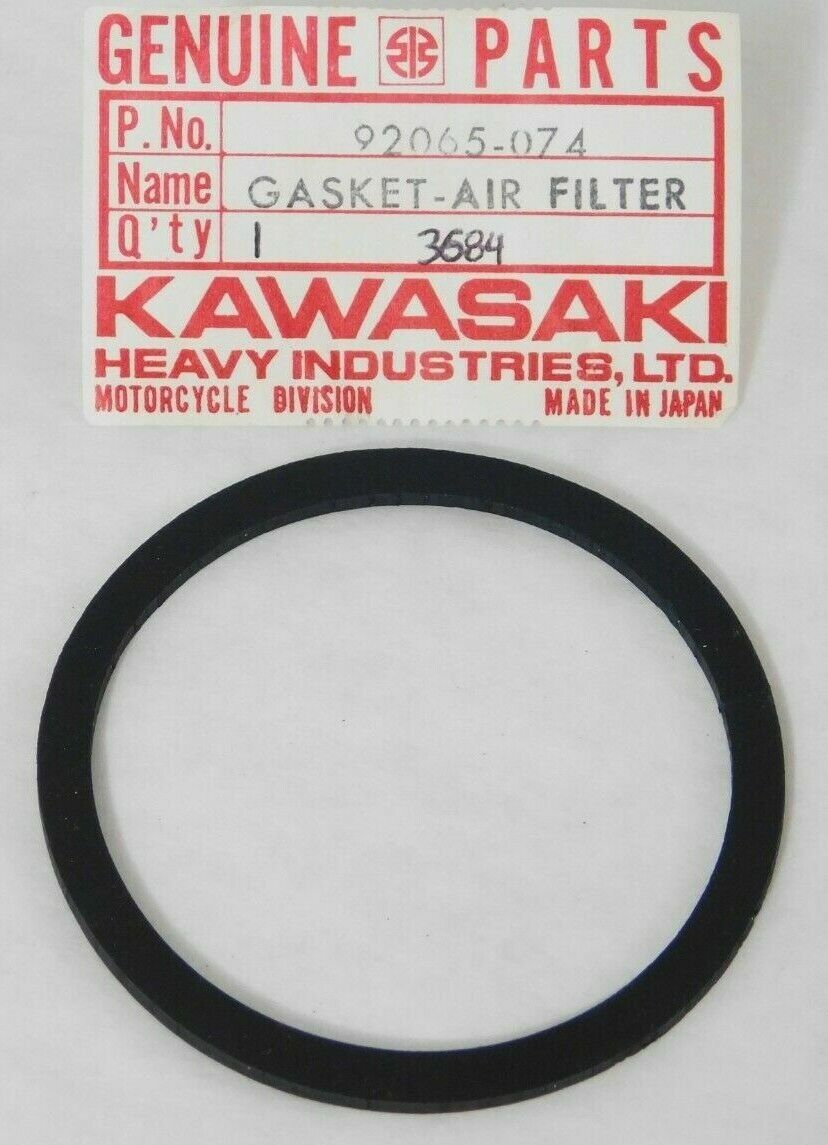 GENUINE PARTS
P.No. 92065-074
Name GASKET-AIR FILTER
Q'ty 1 3684
KAWASAKI
HEAVY INDUSTRIES, LTD.
MOTORCYCLE DIVISION MADE IN JAPAN